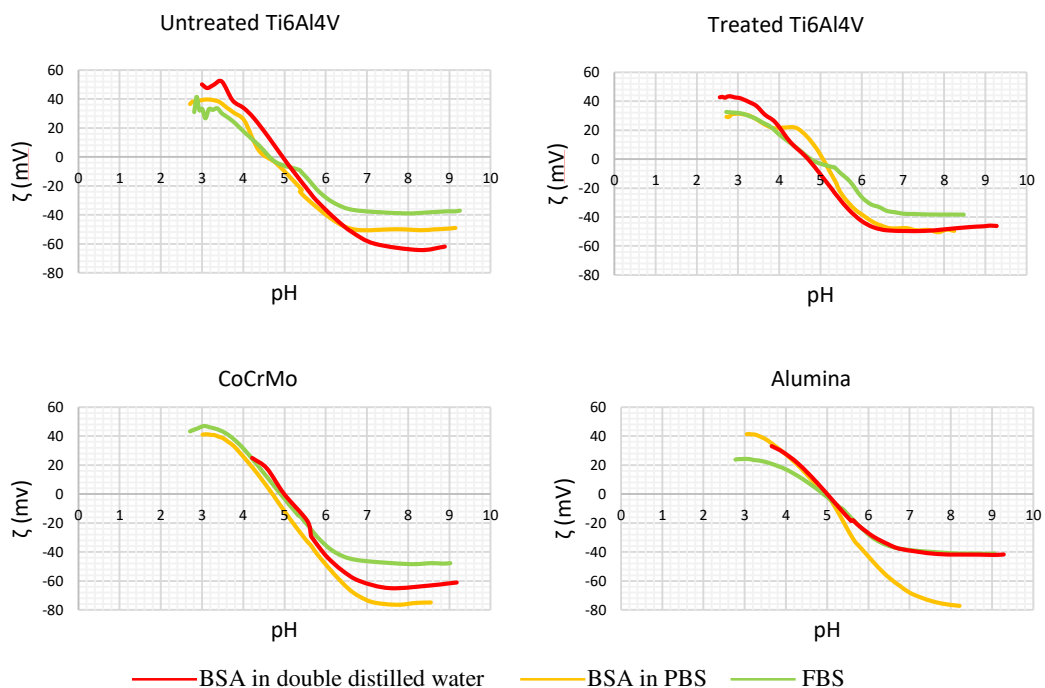 Untreated Ti6Al4V
60
40
20
0
-20
-40
-60
-80
0 1 2 3 4 5 6 7 8 9 10
ζ (mV)
pH
Treated Ti6Al4V
60
40
20
0
-20
-40
-60
-80
0 1 2 3 4 5 6 7 8 9 10
ζ (mV)
pH
CoCrMo
60
40
20
0
-20
-40
-60
-80
0 1 2 3 4 5 6 7 8 9 10
ζ (mv)
pH
Alumina
60
40
20
0
-20
-40
-60
-80
0 1 2 3 4 5 6 7 8 9 10
ζ (mV)
pH
BSA in double distilled water BSA in PBS FBS